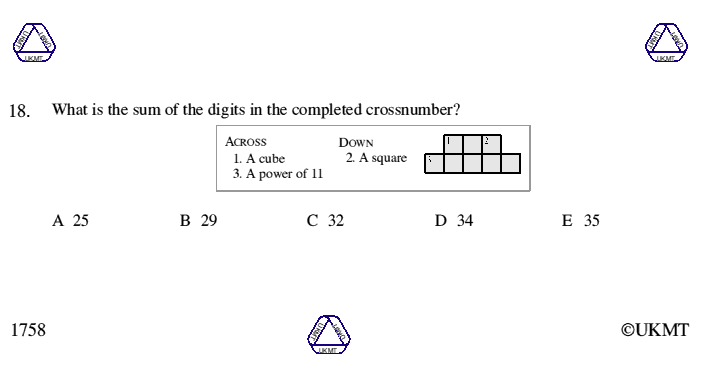 UKMT UKMT UKMT
UKMT UKMT UKMT
18. What is the sum of the digits in the completed crossnumber?
ACROSS DOWN
1. A cube 2. A square
3. A power of 11
1 2
3
A 25 B 29 C 32 D 34 E 35
1758 ©UKMT
UKMT UKMT UKMT